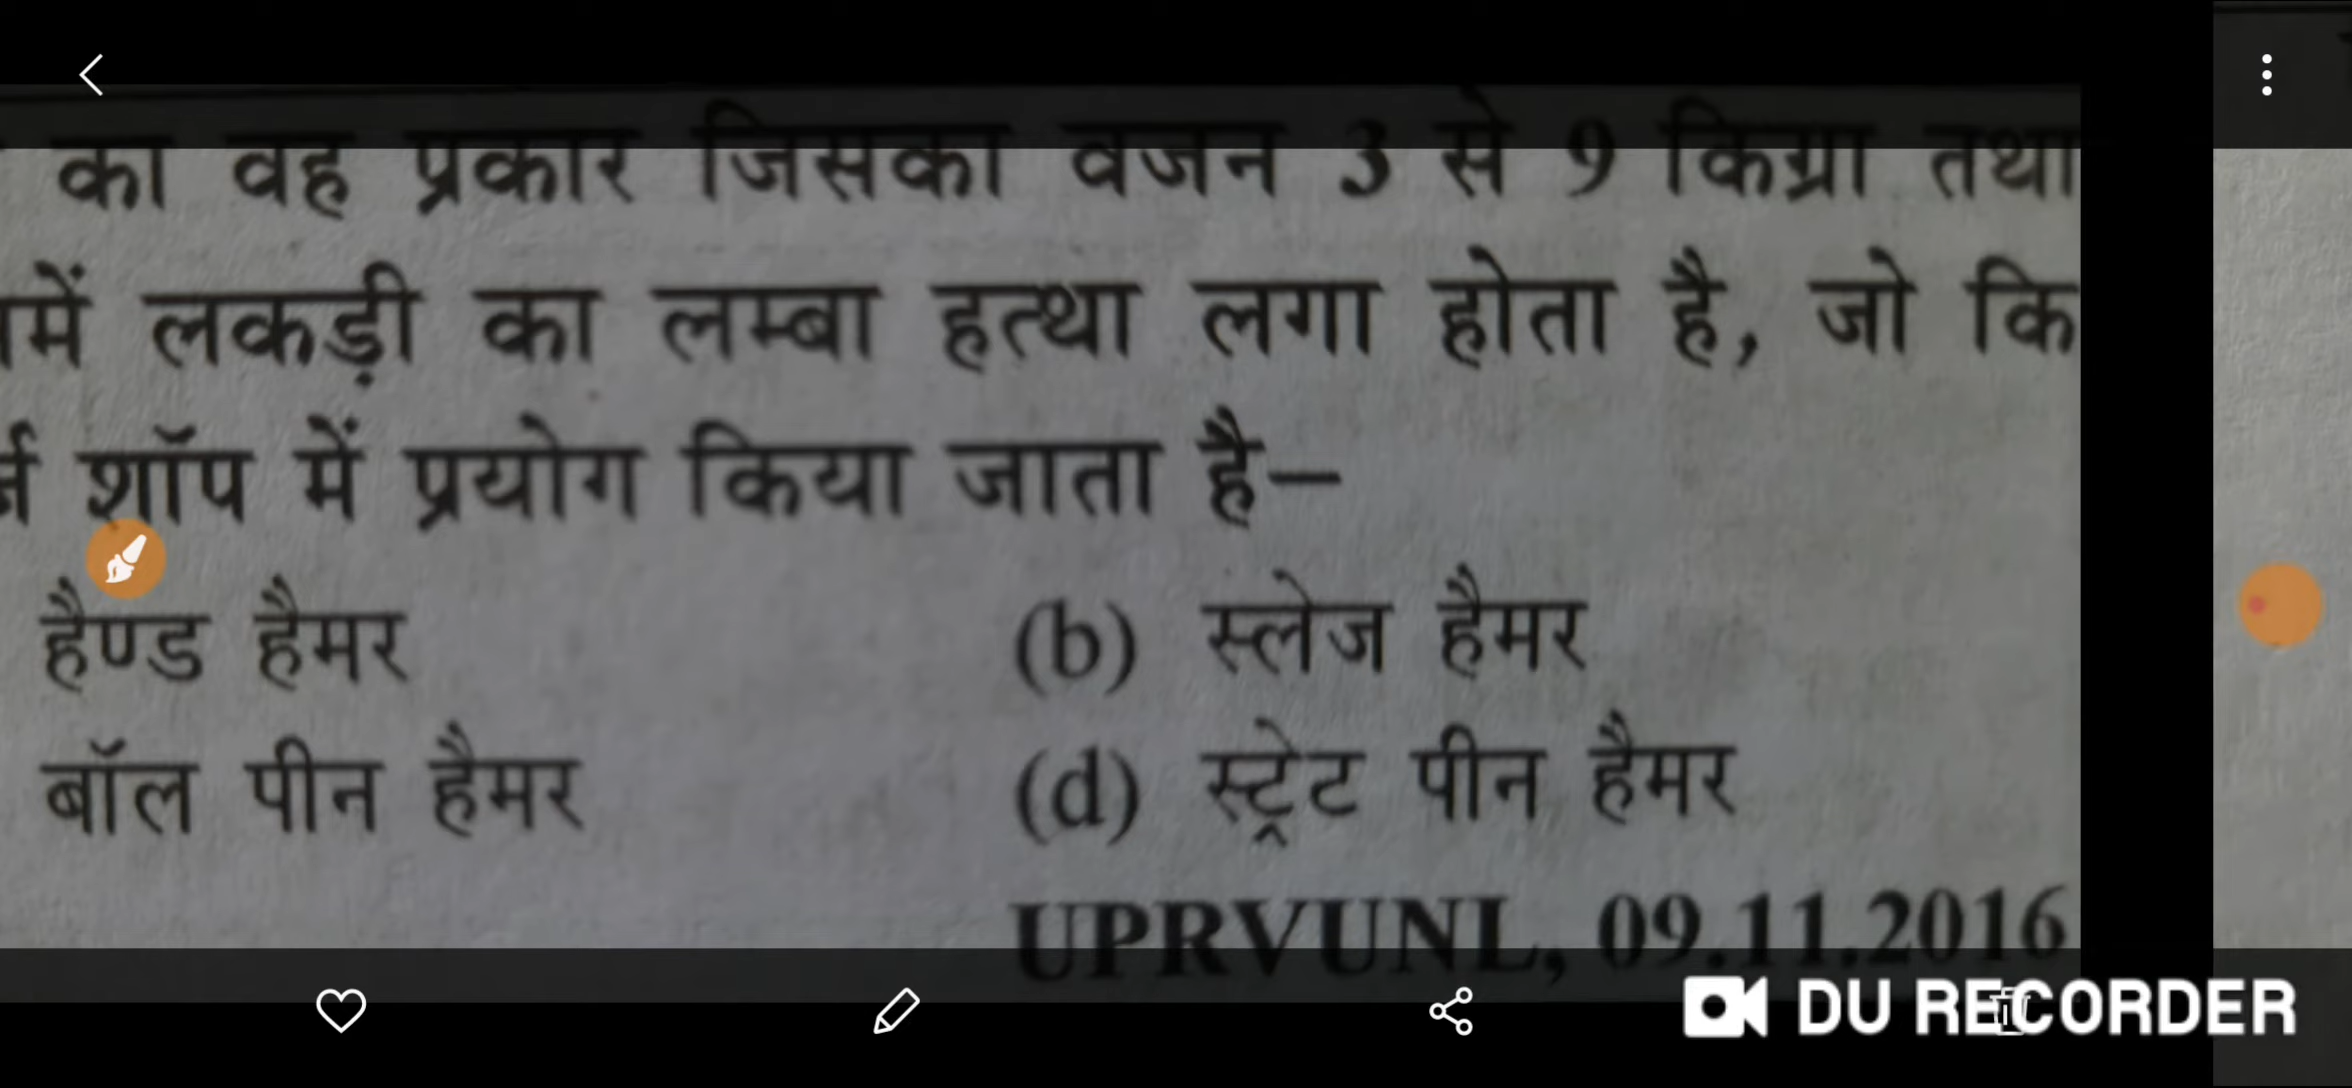 का वह प्रकार जिसका वजन 3 से 9 किग्रा तथा
में लकड़ी का लम्बा हत्था लगा होता है, जो कि
शॉप में प्रयोग किया जाता है–
हैण्ड हैमर (b) स्लेज हैमर
बॉल पीन हैमर (d) स्ट्रेट पीन हैमर
UPRVUNL, 09.11.2016
DU RECORDER